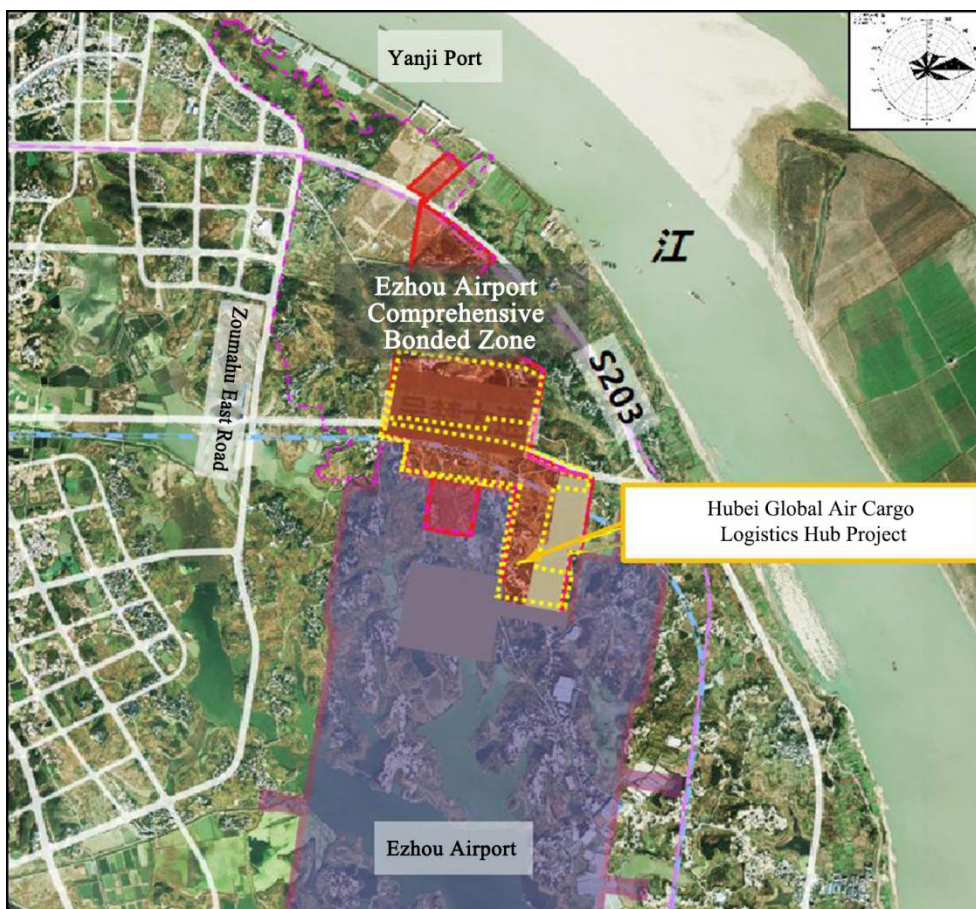 Yanji Port
江
Ezhou Airport
Comprehensive
Bonded Zone
Zoumahu East Road
S203
Hubei Global Air Cargo
Logistics Hub Project
Ezhou Airport